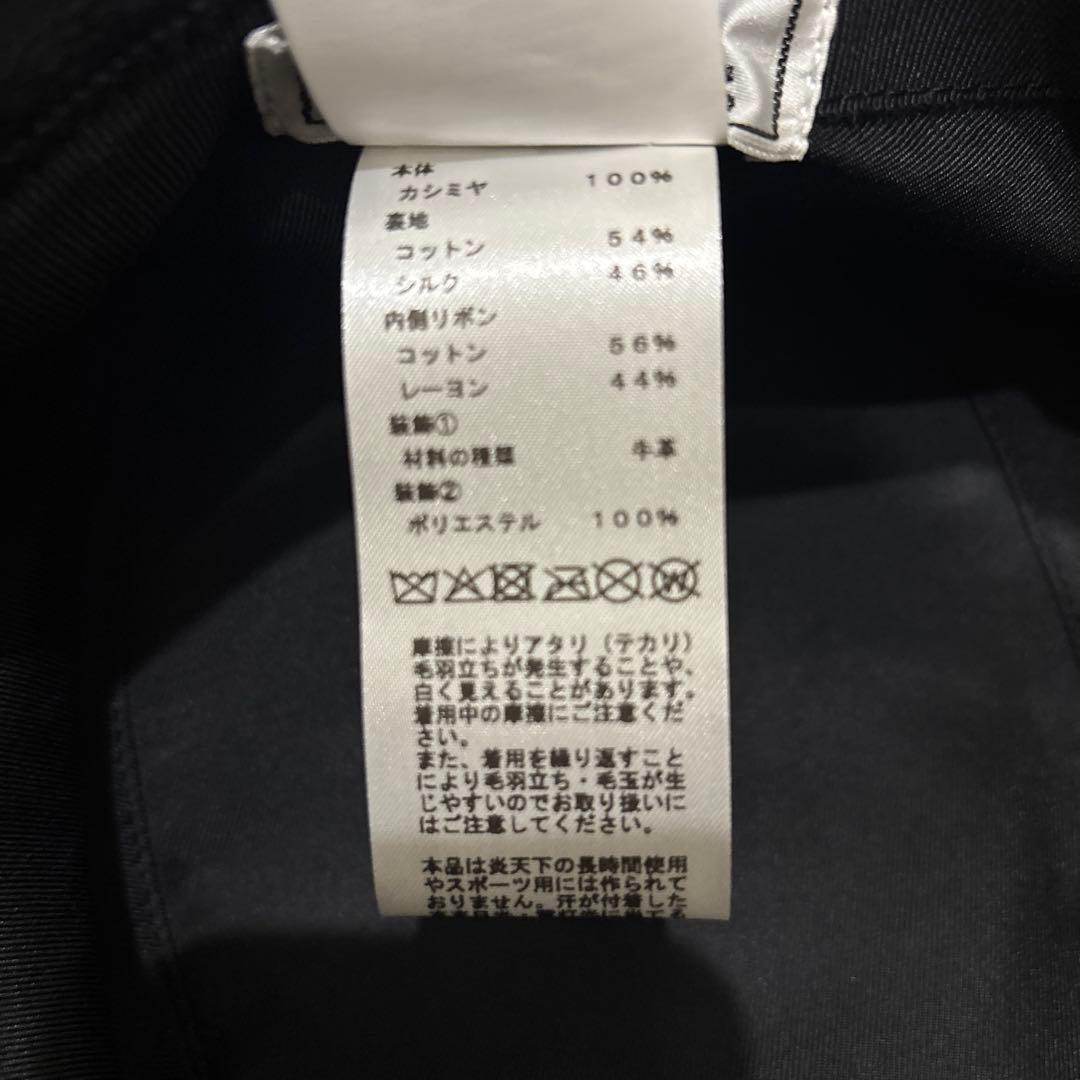 本体
カシミヤ 100%
裏地
コットン 54%
シルク 46%
内側リボン
コットン 56%
レーヨン 44%
装飾①
材料の種類 牛革
装飾②
ポリエステル 100%
W
摩擦によりアタリ（テカリ）
毛羽立ちが発生することや、
白く見えることがあります。
着用中の摩擦にご注意くだ
さい。
また、着用を繰り返すこと
により毛羽立ち・毛玉が生
じやすいのでお取り扱いに
はご注意してください。
本品は炎天下の長時間使用
やスポーツ用には作られて
おりません。汗が付着した